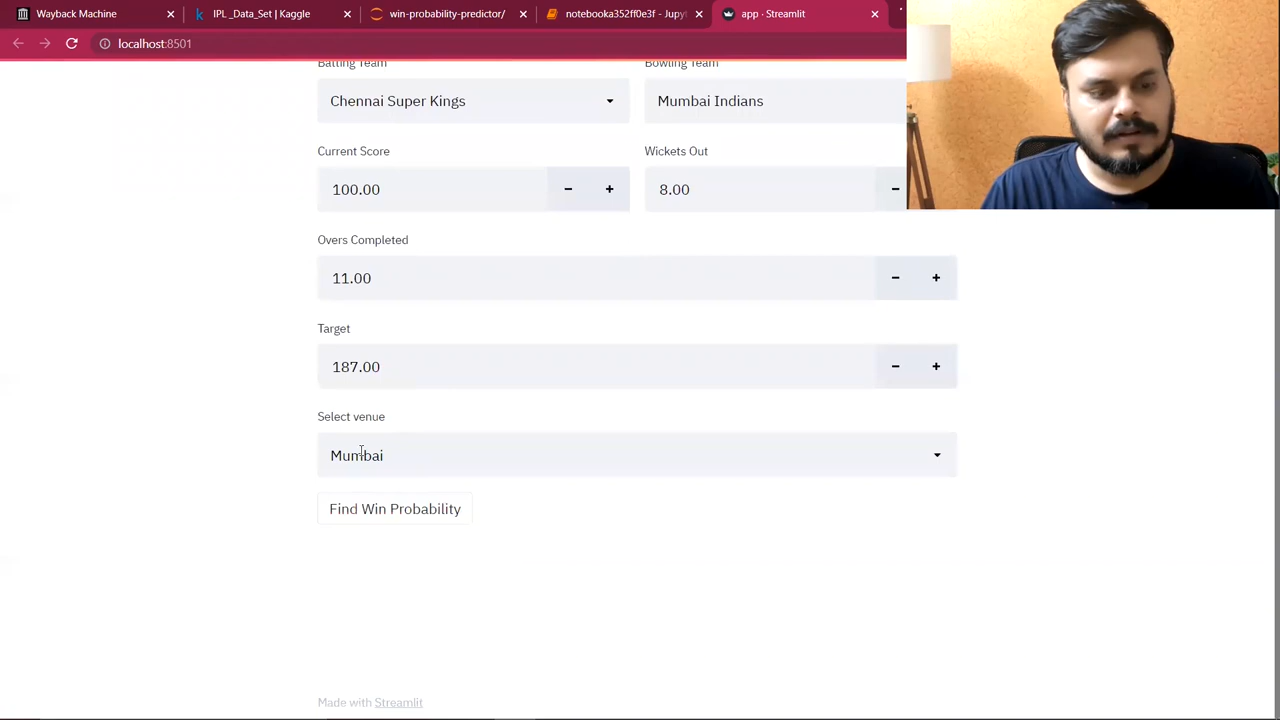 Wayback Machine
IPL _Data_Set | Kaggle
win-probability-predictor/
notebooka352ff0e3f - Jupyt
app · Streamlit
localhost:8501
Batting Team
Bowling Team
Chennai Super Kings
Mumbai Indians
Current Score
Wickets Out
100.00
8.00
Overs Completed
11.00
Target
187.00
Select venue
Mumbai
Find Win Probability
Made with Streamlit